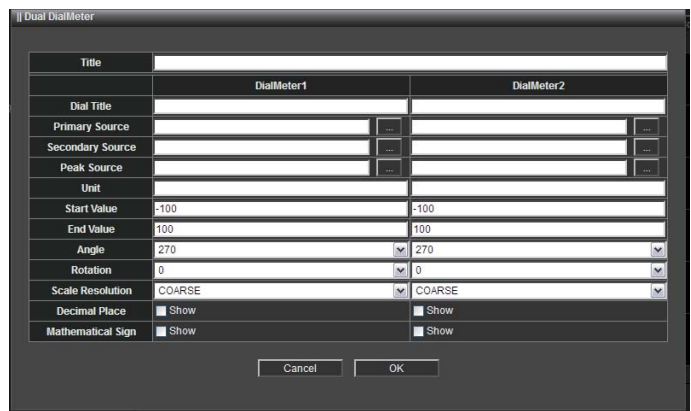 || Dual DialMeter
Title
DialMeter1 DialMeter2
Dial Title
Primary Source ... ...
Secondary Source ... ...
Peak Source ... ...
Unit
Start Value -100 -100
End Value 100 100
Angle 270 270
Rotation 0 0
Scale Resolution COARSE COARSE
Decimal Place Show Show
Mathematical Sign Show Show
Cancel OK